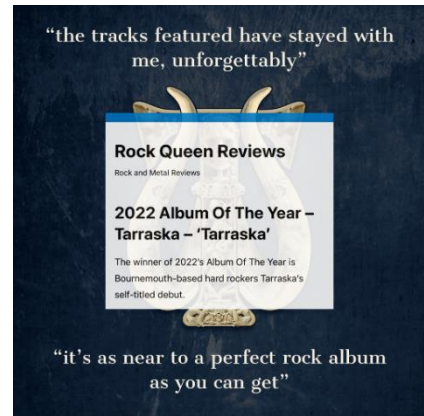 “the tracks featured have stayed with
me, unforgettably”
Rock Queen Reviews
Rock and Metal Reviews
2022 Album Of The Year –
Tarraska – ‘Tarraska’
The winner of 2022’s Album Of The Year is
Bournemouth-based hard rockers Tarraska’s
self-titled debut.
“it’s as near to a perfect rock album
as you can get”